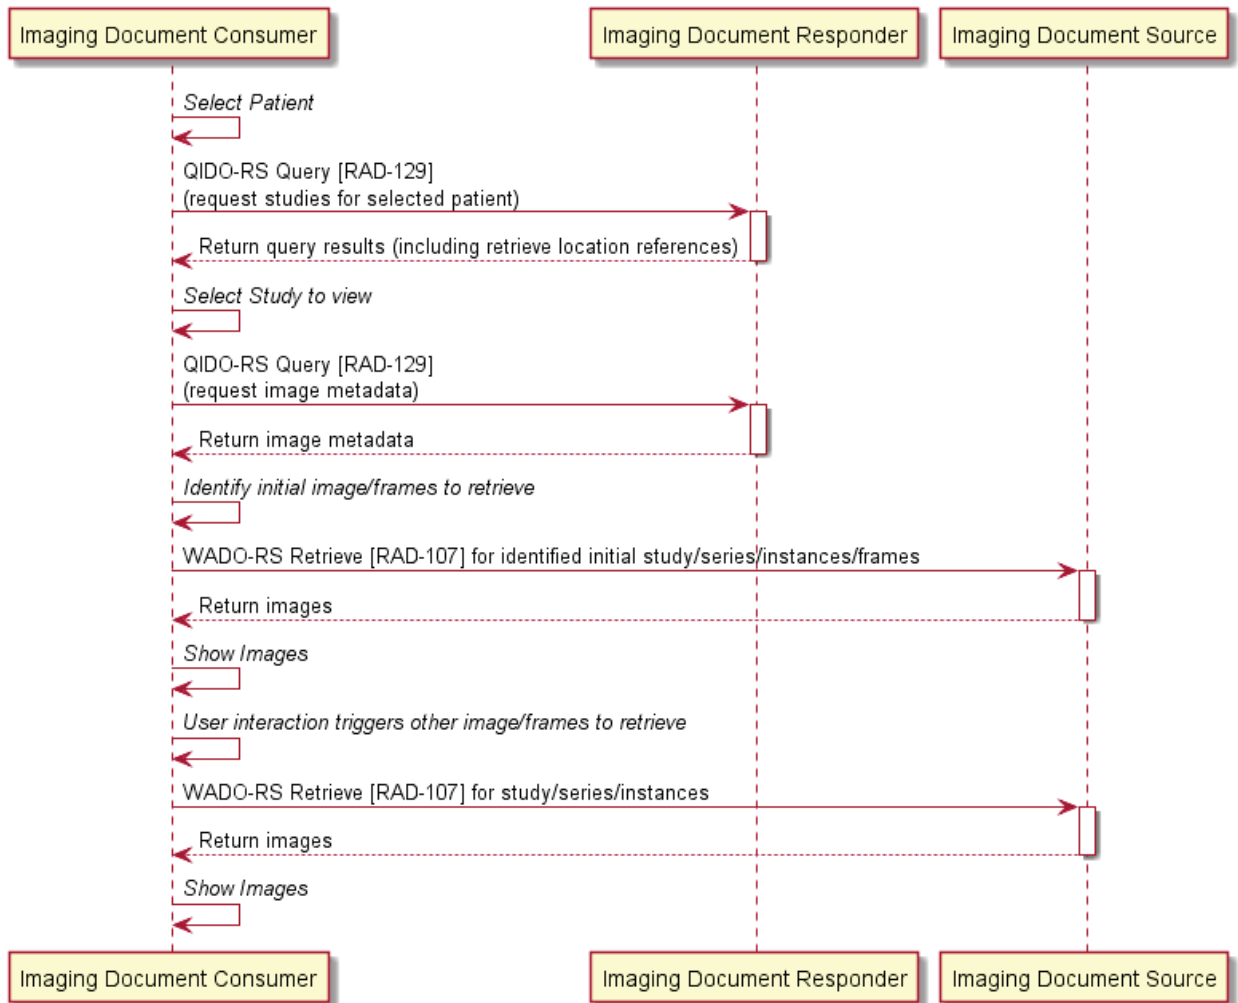 Imaging Document Consumer
Imaging Document Responder
Imaging Document Source
Select Patient
QIDO-RS Query [RAD-129]
(request studies for selected patient)
Return query results (including retrieve location references)
Select Study to view
QIDO-RS Query [RAD-129]
(request image metadata)
Return image metadata
Identify initial image/frames to retrieve
WADO-RS Retrieve [RAD-107] for identified initial study/series/instances/frames
Return images
Show Images
User interaction triggers other image/frames to retrieve
WADO-RS Retrieve [RAD-107] for study/series/instances
Return images
Show Images
Imaging Document Consumer
Imaging Document Responder
Imaging Document Source